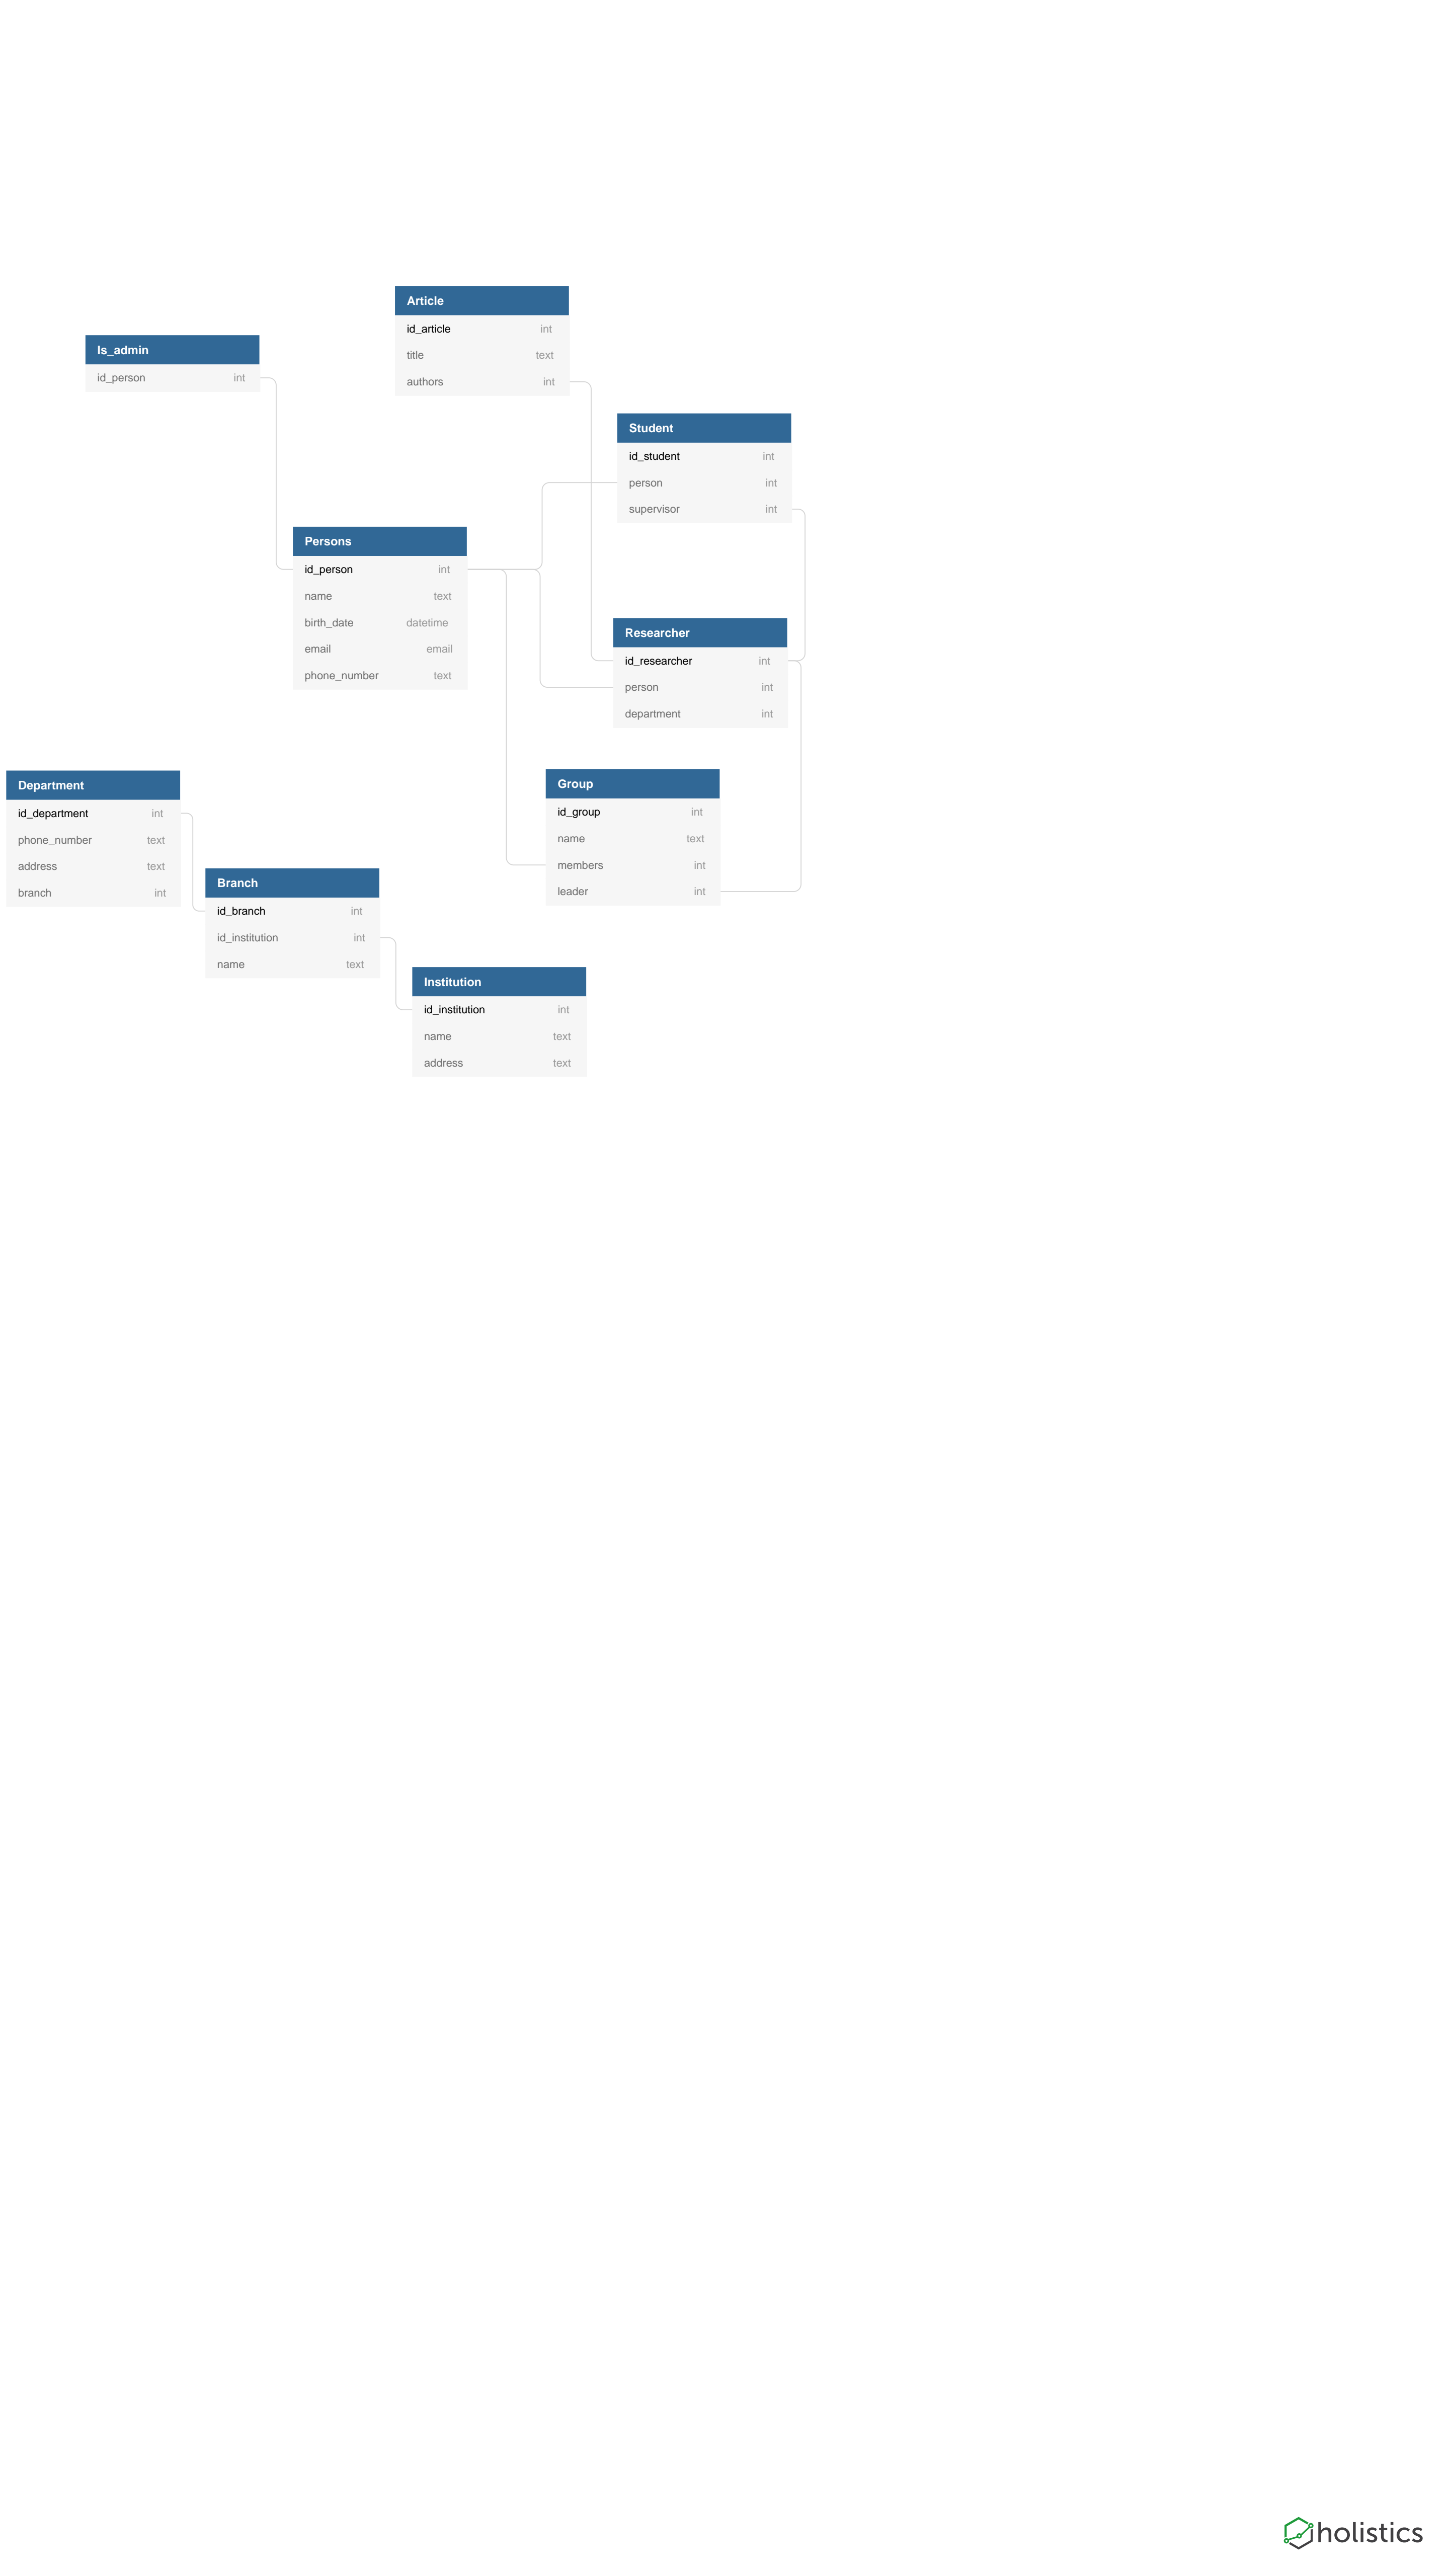 Article
id_article int
title text
authors int
Is_admin
id_person int
Student
id_student int
person int
supervisor int
Persons
id_person int
name text
birth_date datetime
email email
phone_number text
Researcher
id_researcher int
person int
department int
Department
id_department int
phone_number text
address text
branch int
Group
id_group int
name text
members int
leader int
Branch
id_branch int
id_institution int
name text
Institution
id_institution int
name text
address text
holistics